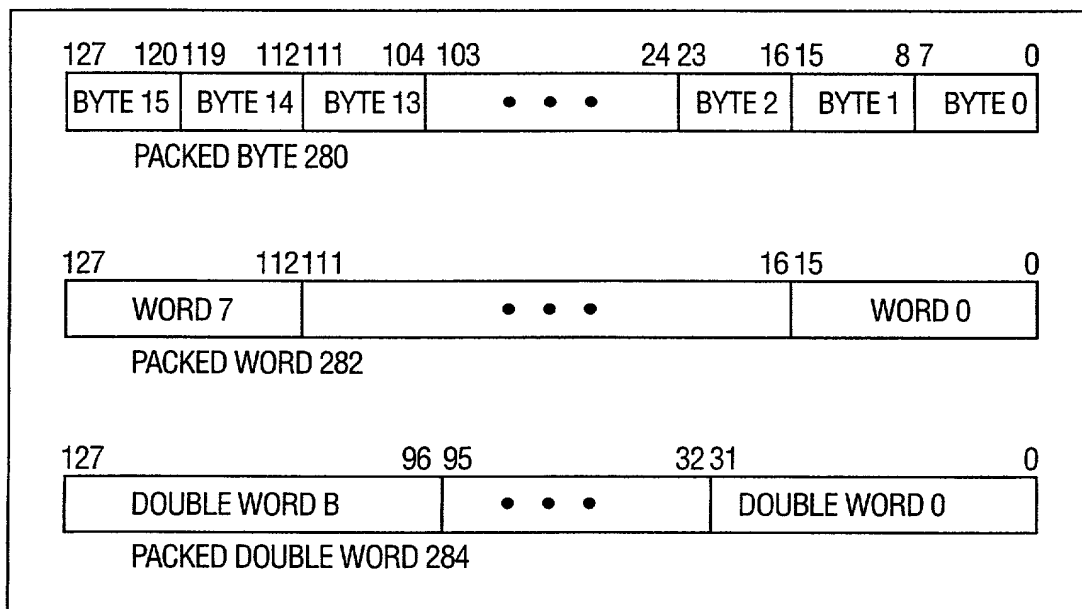 127 120 119 112 111 104 103 24 23 16 15 8 7 0
BYTE 15 BYTE 14 BYTE 13 • • • BYTE 2 BYTE 1 BYTE 0
PACKED BYTE 280
127 112 111 16 15 0
WORD 7 • • • WORD 0
PACKED WORD 282
127 96 95 32 31 0
DOUBLE WORD B • • • DOUBLE WORD 0
PACKED DOUBLE WORD 284